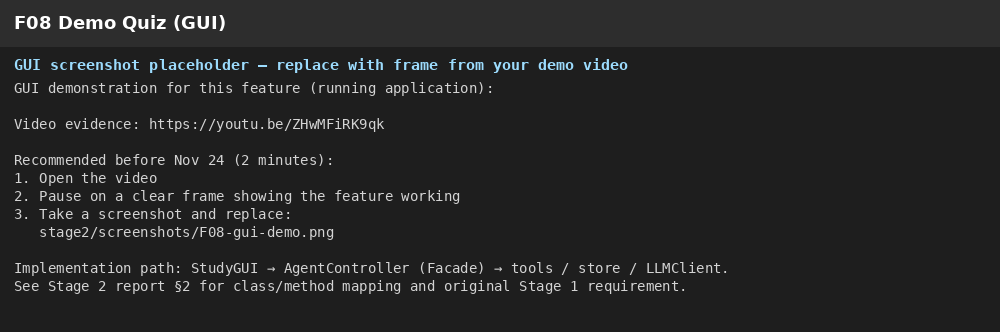 F08 Demo Quiz (GUI)
GUI screenshot placeholder — replace with frame from your demo video
GUI demonstration for this feature (running application):
Video evidence: https://youtu.be/ZHwMFiRK9qk
Recommended before Nov 24 (2 minutes):
1. Open the video
2. Pause on a clear frame showing the feature working
3. Take a screenshot and replace:
stage2/screenshots/F08-gui-demo.png
Implementation path: StudyGUI → AgentController (Facade) → tools / store / LLMClient.
See Stage 2 report §2 for class/method mapping and original Stage 1 requirement.